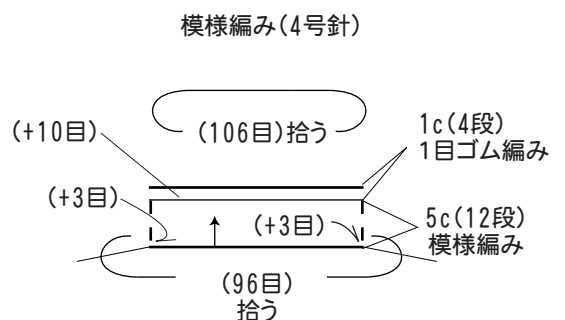 模様編み(4号針)
(106目)拾う
(+10目)
1c(4段)
1目ゴム編み
(+3目)
(+3目)
5c(12段)
模様編み
(96目)
拾う